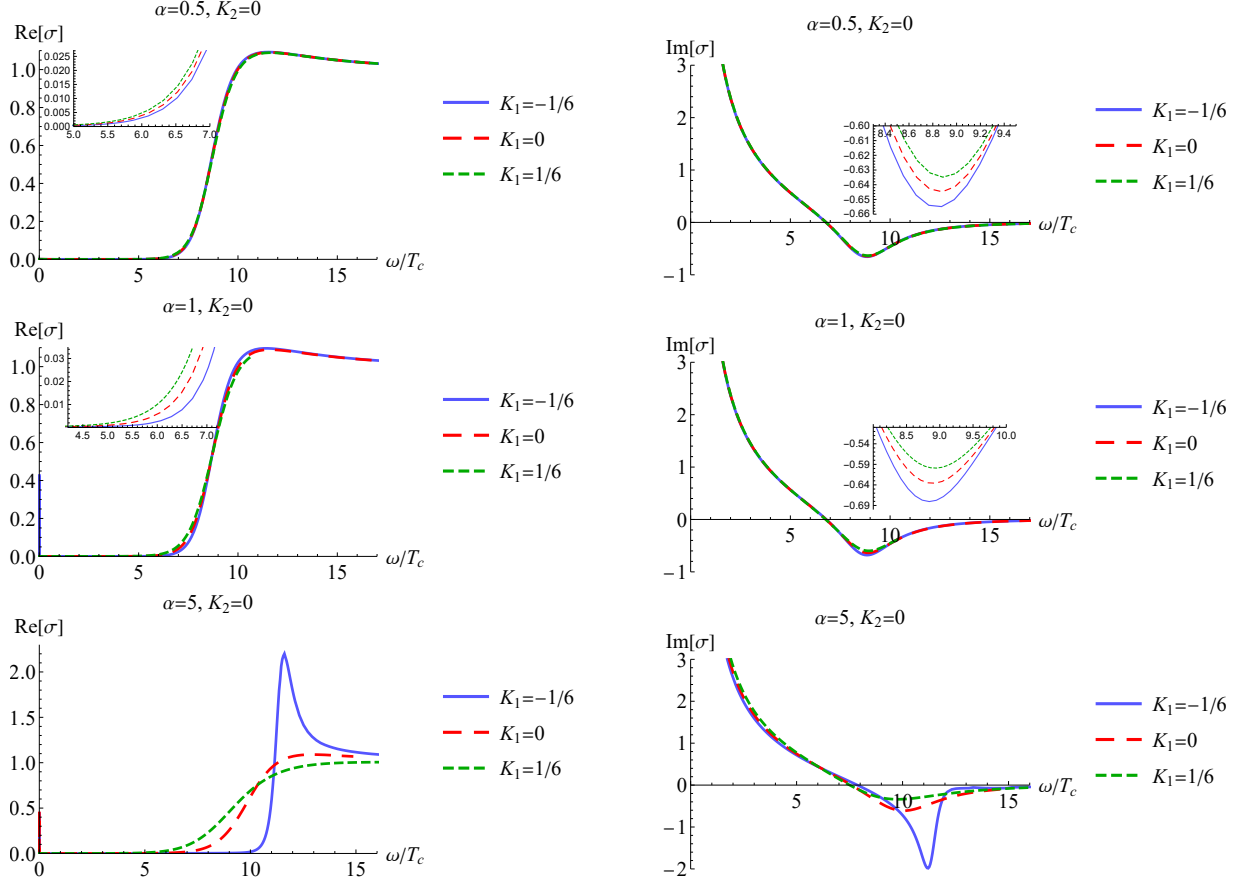 α=0.5, K₂=0
Re[σ]
1.0
0.8
0.6
0.4
0.2
0.0
0 5 10 15
ω/T_c
0.025
0.020
0.015
0.010
0.005
0.000
5.0 5.5 6.0 6.5 7.0
K₁=−1/6
K₁=0
K₁=1/6
α=0.5, K₂=0
Im[σ]
3
2
1
0
−1
5 10 15
ω/T_c
−0.60
−0.61
−0.62
−0.63
−0.64
−0.65
−0.66
8.4 8.6 8.8 9.0 9.2 9.4
K₁=−1/6
K₁=0
K₁=1/6
α=1, K₂=0
Re[σ]
1.0
0.8
0.6
0.4
0.2
0.0
0 5 10 15
ω/T_c
0.03
0.02
0.01
4.5 5.0 5.5 6.0 6.5 7.0
K₁=−1/6
K₁=0
K₁=1/6
α=1, K₂=0
Im[σ]
3
2
1
0
−1
5 10 15
ω/T_c
−0.54
−0.59
−0.64
−0.69
8.5 9.0 9.5 10.0
K₁=−1/6
K₁=0
K₁=1/6
α=5, K₂=0
Re[σ]
2.0
1.5
1.0
0.5
0.0
0 5 10 15
ω/T_c
K₁=−1/6
K₁=0
K₁=1/6
α=5, K₂=0
Im[σ]
3
2
1
0
−1
−2
5 10 15
ω/T_c
K₁=−1/6
K₁=0
K₁=1/6